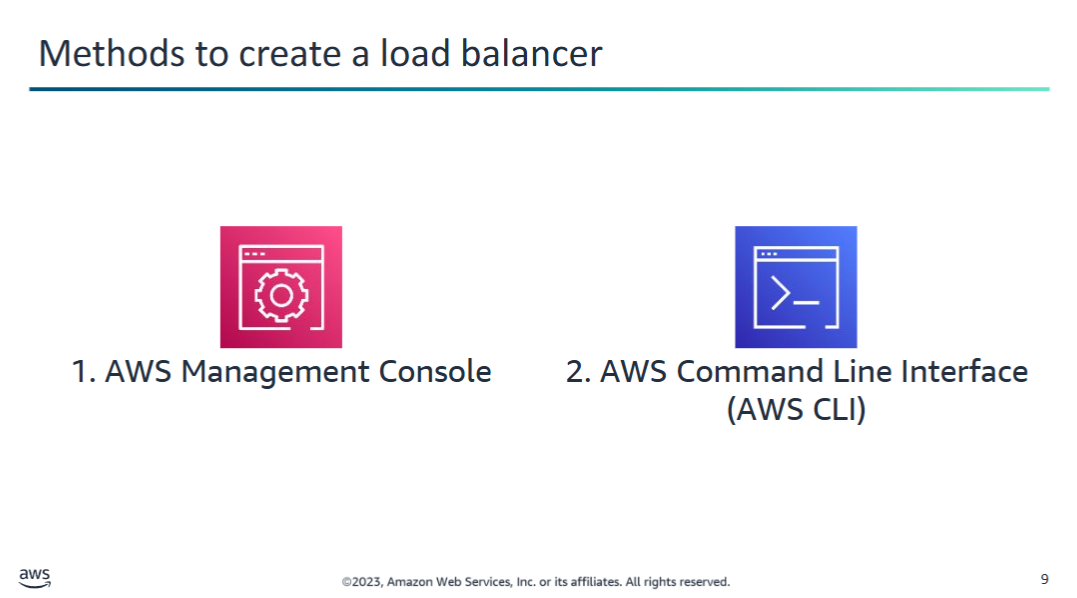 Methods to create a load balancer
1. AWS Management Console
2. AWS Command Line Interface
(AWS CLI)
aws
©2023, Amazon Web Services, Inc. or its affiliates. All rights reserved.
9